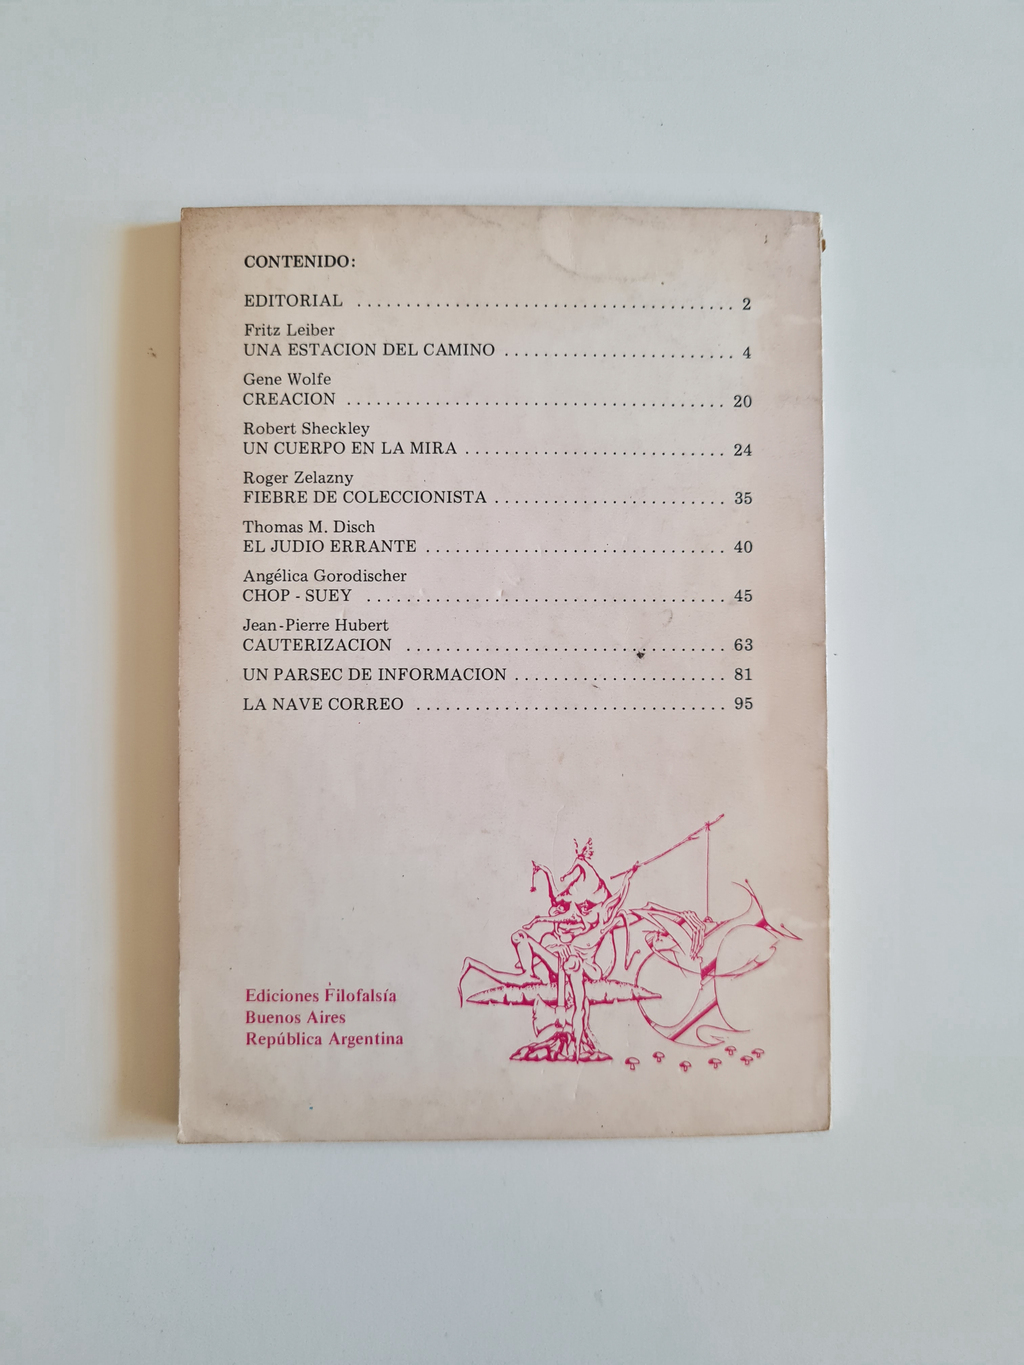 CONTENIDO:
EDITORIAL ........................................ 2
Fritz Leiber
UNA ESTACION DEL CAMINO ........................ 4
Gene Wolfe
CREACION ....................................... 20
Robert Sheckley
UN CUERPO EN LA MIRA ........................... 24
Roger Zelazny
FIEBRE DE COLECCIONISTA ........................ 35
Thomas M. Disch
EL JUDIO ERRANTE ............................... 40
Angélica Gorodischer
CHOP - SUEY ..................................... 45
Jean-Pierre Hubert
CAUTERIZACION .................................. 63
UN PARSEC DE INFORMACION ...................... 81
LA NAVE CORREO ................................ 95
Ediciones Filofalsía
Buenos Aires
República Argentina